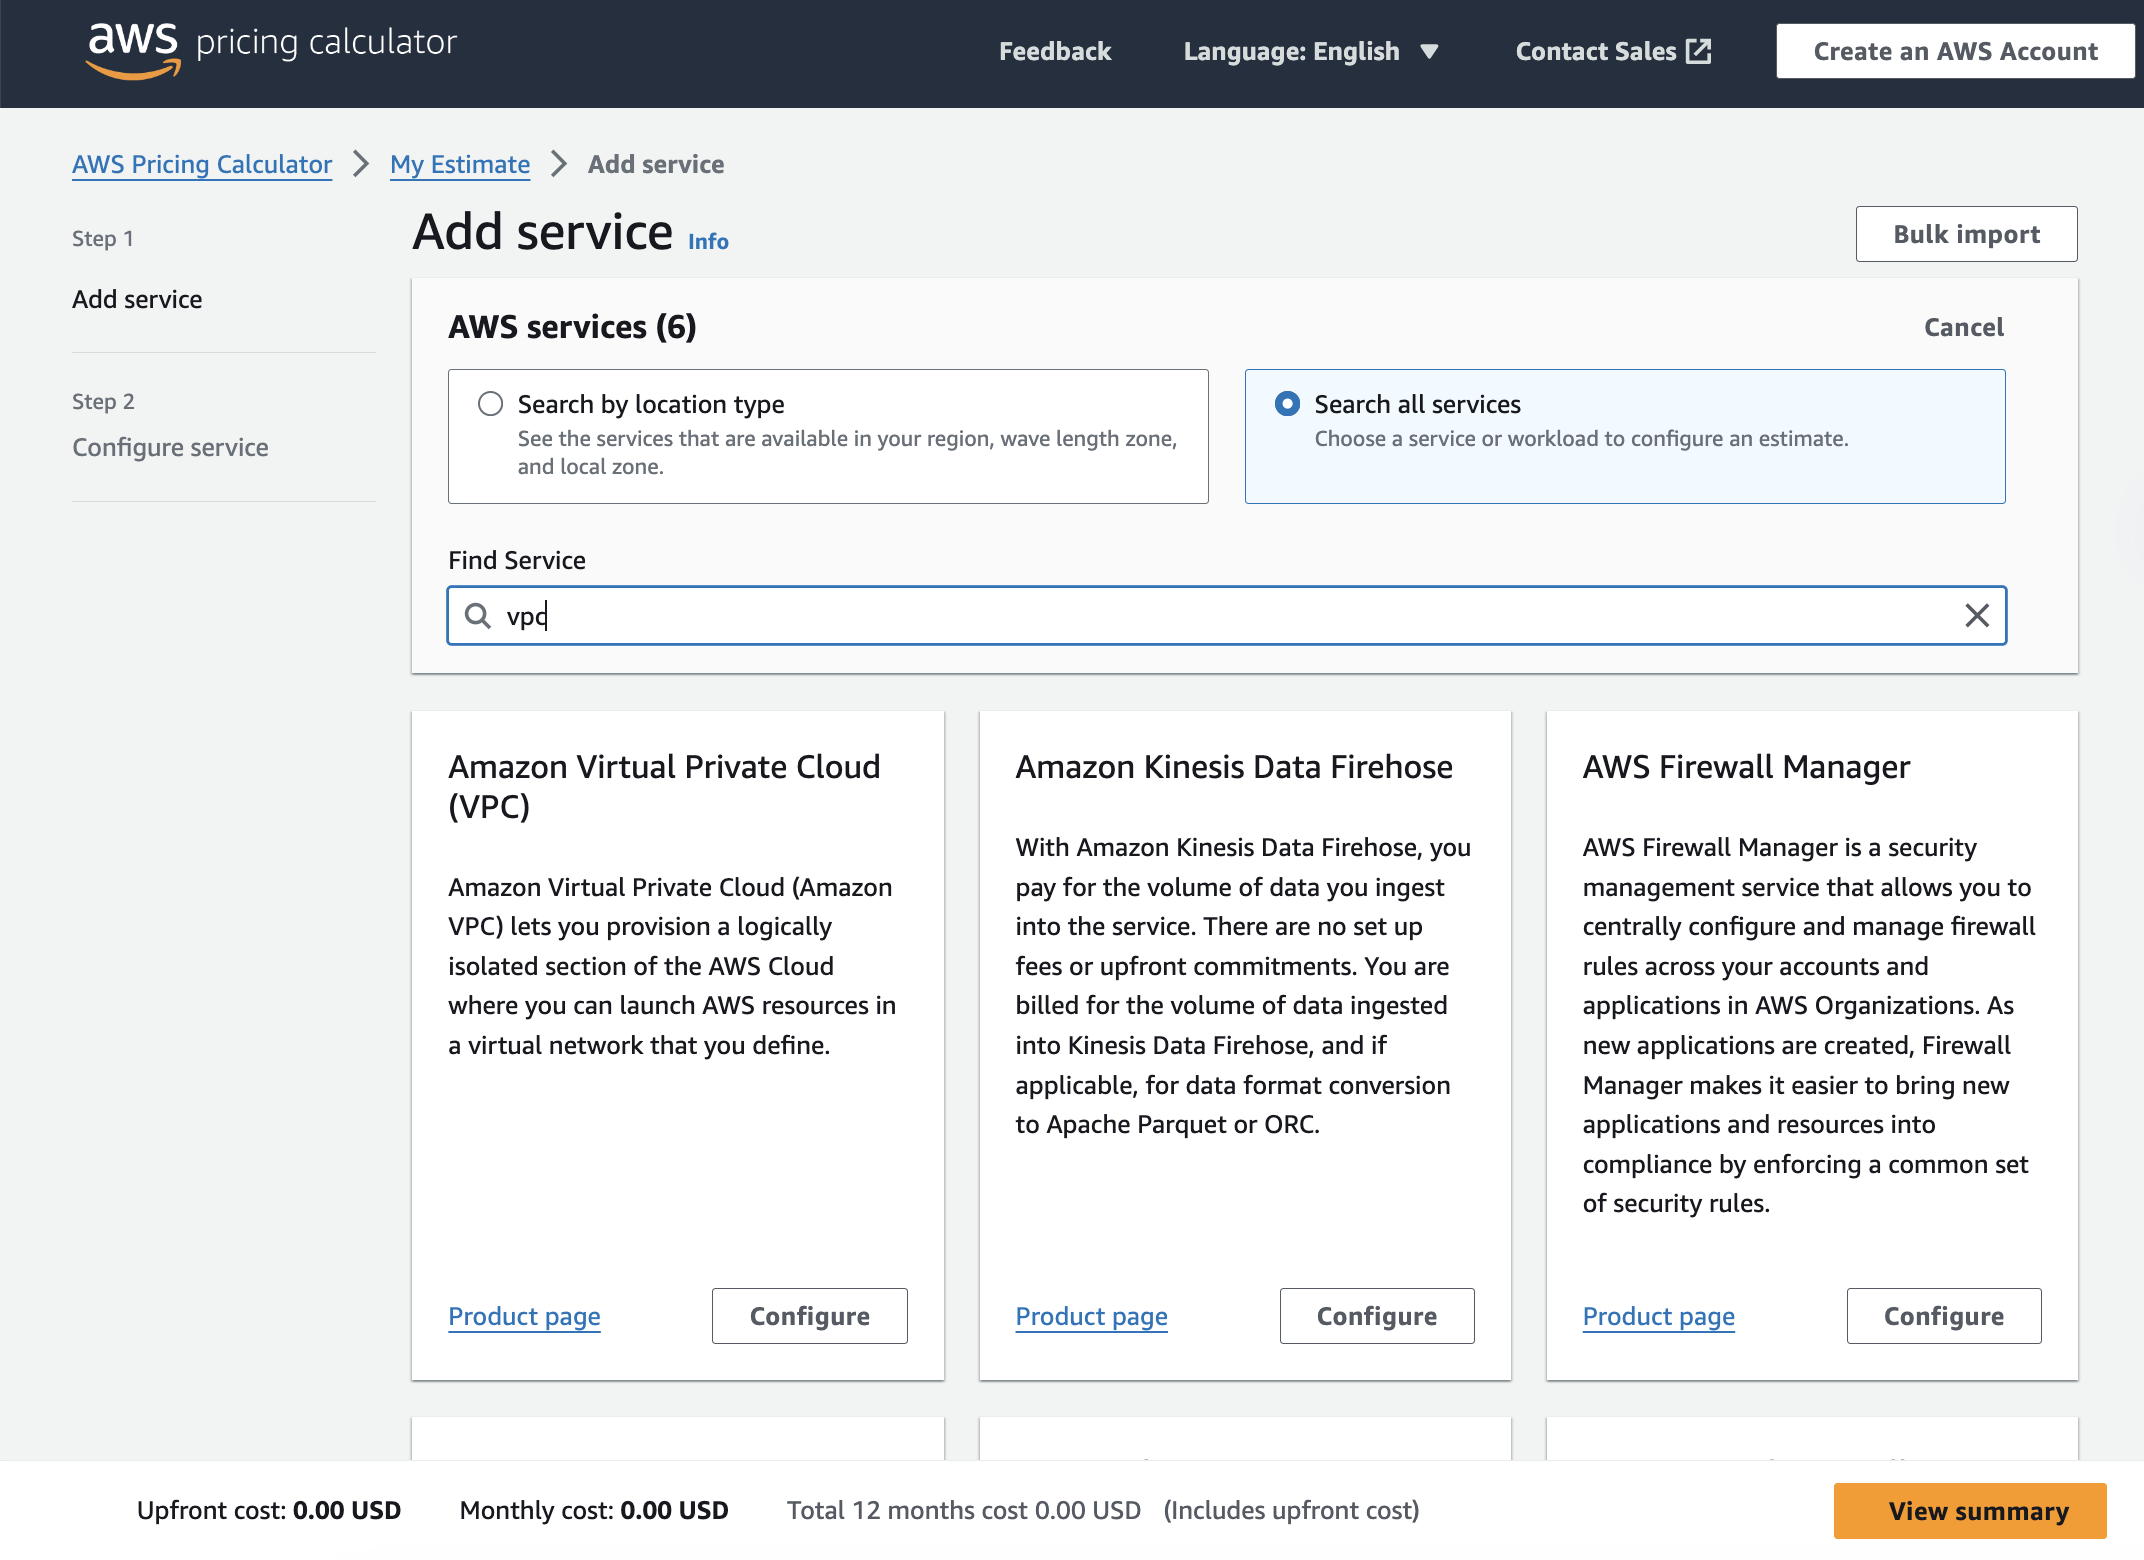 aws pricing calculator
Feedback
Language: English
Contact Sales
Create an AWS Account
AWS Pricing Calculator
My Estimate
Add service
Step 1
Add service
Step 2
Configure service
Add service Info
Bulk import
AWS services (6)
Cancel
Search by location type
See the services that are available in your region, wave length zone,
and local zone.
Search all services
Choose a service or workload to configure an estimate.
Find Service
vpc
Amazon Virtual Private Cloud
(VPC)
Amazon Virtual Private Cloud (Amazon
VPC) lets you provision a logically
isolated section of the AWS Cloud
where you can launch AWS resources in
a virtual network that you define.
Product page
Configure
Amazon Kinesis Data Firehose
With Amazon Kinesis Data Firehose, you
pay for the volume of data you ingest
into the service. There are no set up
fees or upfront commitments. You are
billed for the volume of data ingested
into Kinesis Data Firehose, and if
applicable, for data format conversion
to Apache Parquet or ORC.
Product page
Configure
AWS Firewall Manager
AWS Firewall Manager is a security
management service that allows you to
centrally configure and manage firewall
rules across your accounts and
applications in AWS Organizations. As
new applications are created, Firewall
Manager makes it easier to bring new
applications and resources into
compliance by enforcing a common set
of security rules.
Product page
Configure
Upfront cost: 0.00 USD
Monthly cost: 0.00 USD
Total 12 months cost 0.00 USD (Includes upfront cost)
View summary